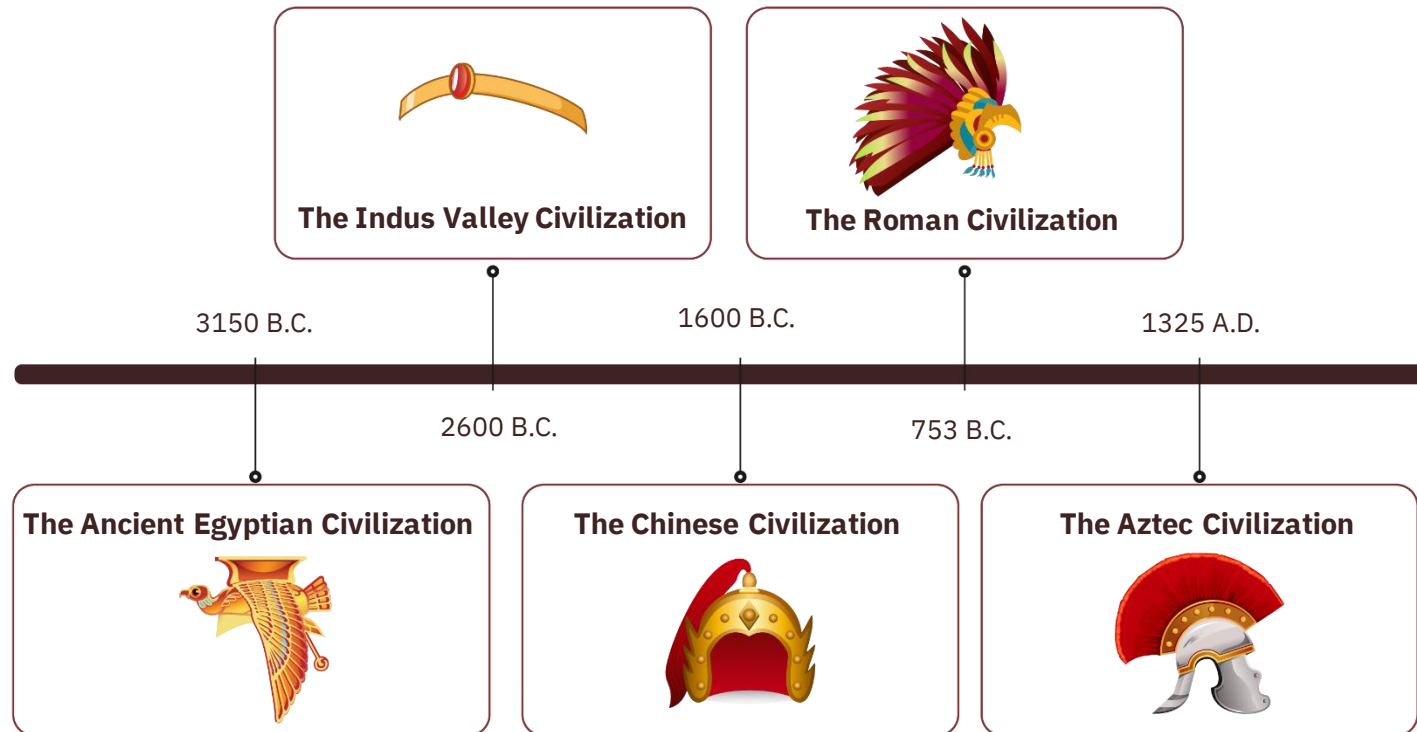 The Indus Valley Civilization
The Roman Civilization
3150 B.C.
1600 B.C.
1325 A.D.
2600 B.C.
753 B.C.
The Ancient Egyptian Civilization
The Chinese Civilization
The Aztec Civilization